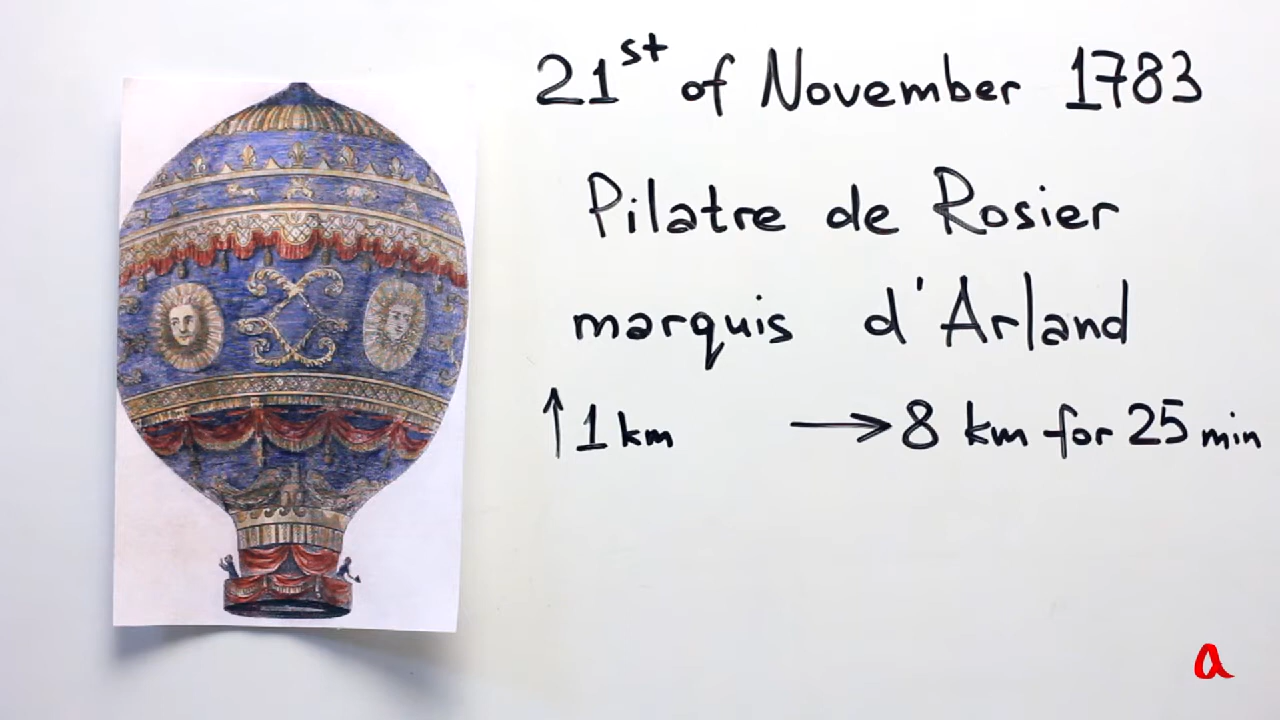 21st of November 1783
Pilatre de Rosier
marquis d'Arland
↑1 km → 8 km for 25 min
a